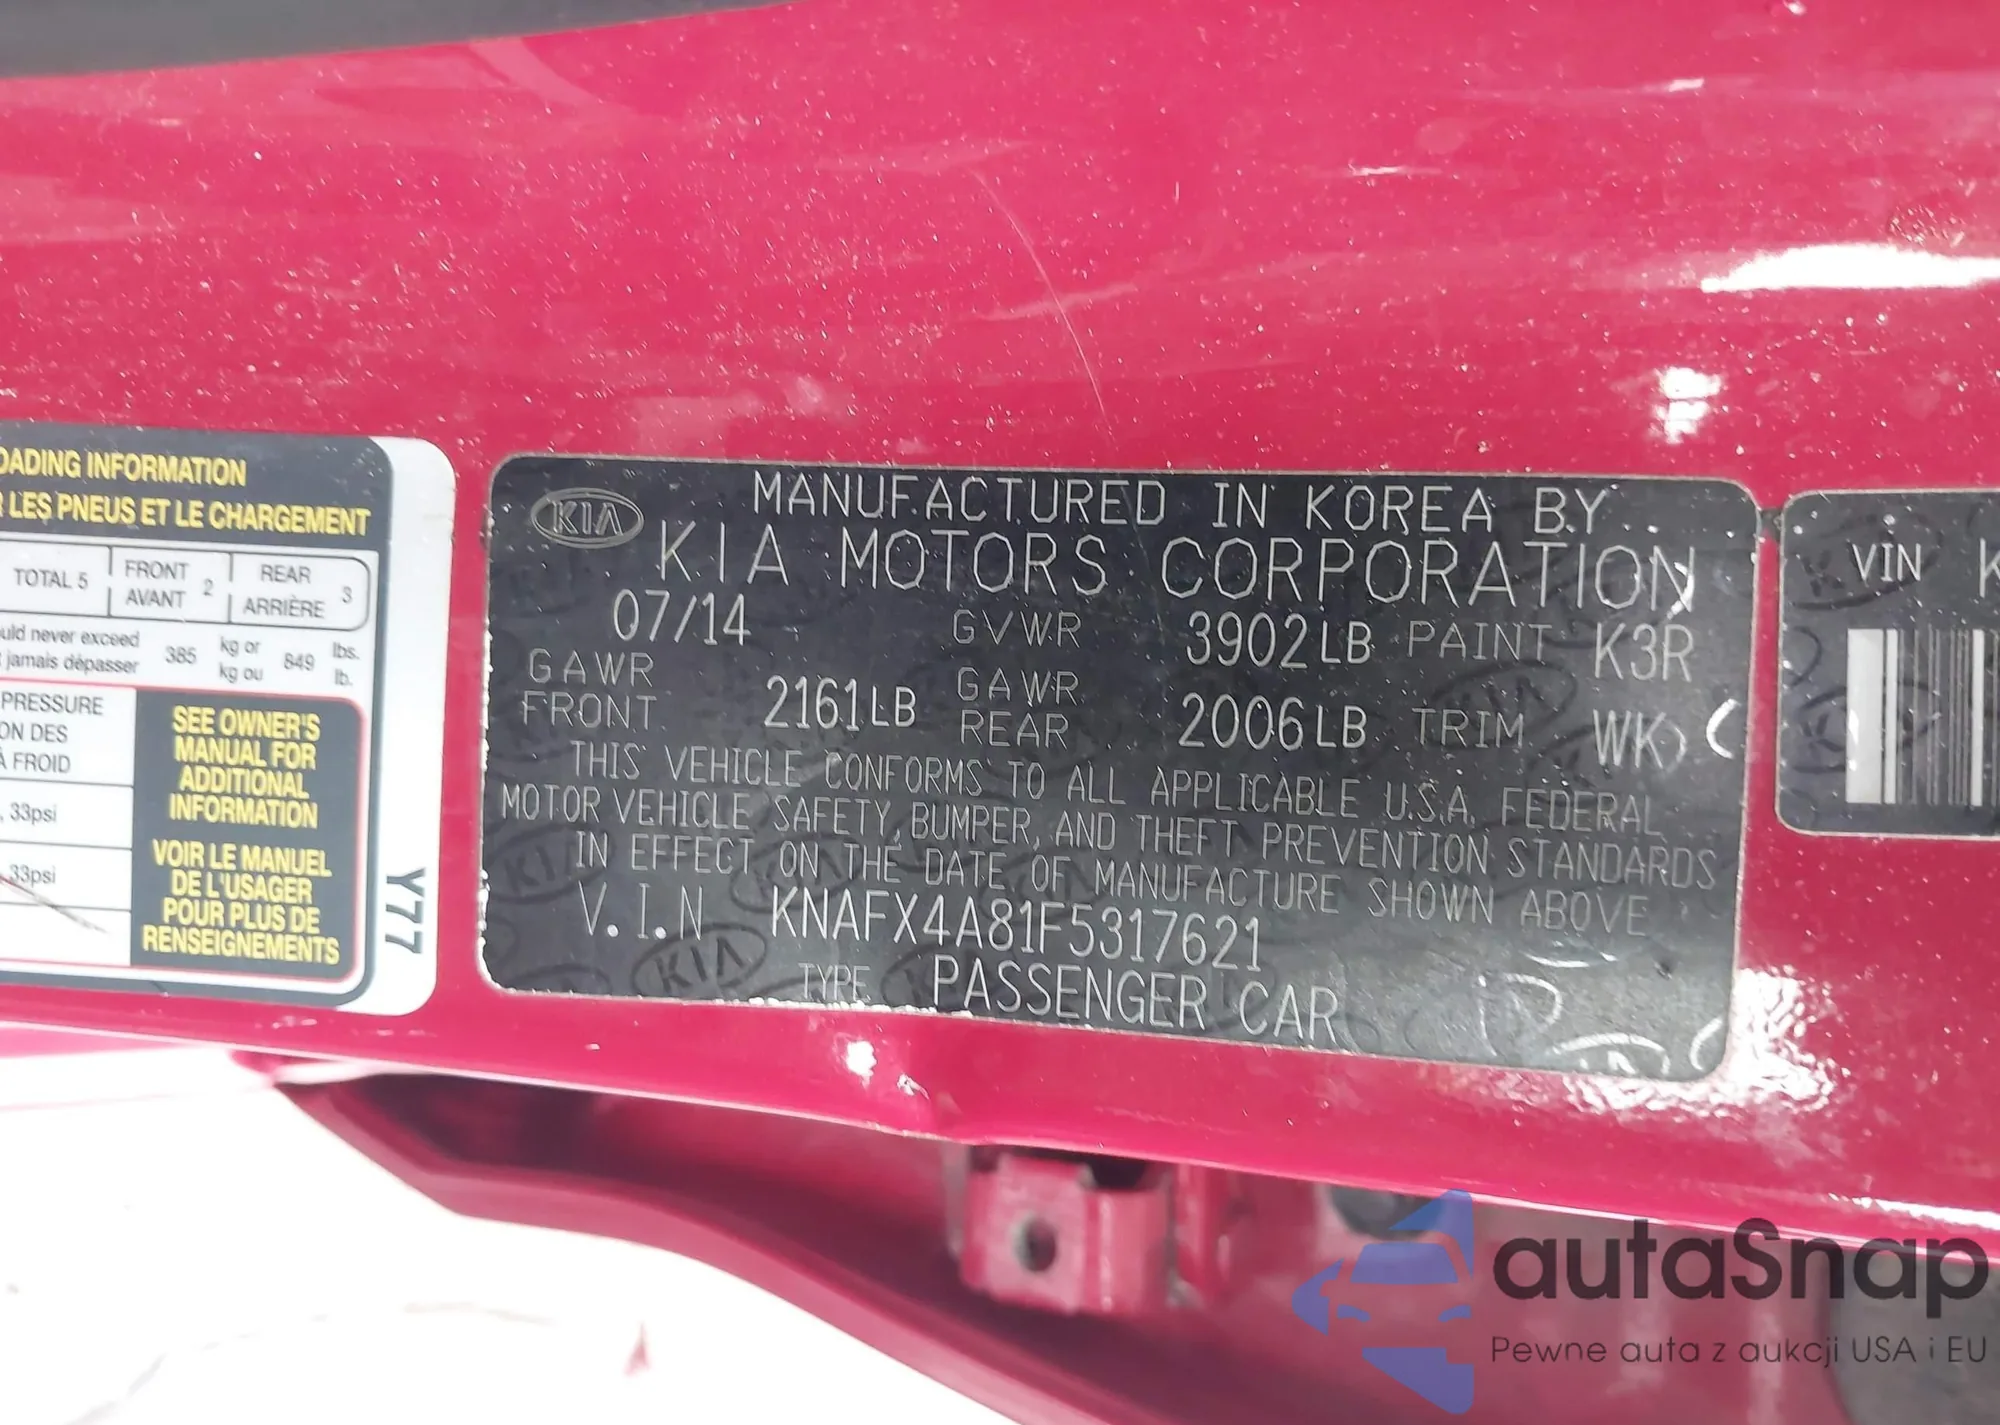 OADING INFORMATION
R LES PNEUS ET LE CHARGEMENT
TOTAL 5
FRONT
AVANT
2
REAR
ARRIÈRE
3
uld never exceed
jamais dépasser
385
kg or
kg ou
849
lbs.
lb.
PRESSURE
ON DES
À FROID
, 33psi
, 33psi
SEE OWNER'S
MANUAL FOR
ADDITIONAL
INFORMATION
VOIR LE MANUEL
DE L'USAGER
POUR PLUS DE
RENSEIGNEMENTS
Y77
KIA
MANUFACTURED IN KOREA BY
KIA MOTORS CORPORATION
07/14 GVWR 3902LB PAINT K3R
GAWR FRONT 2161LB GAWR REAR 2006LB TRIM WK
THIS VEHICLE CONFORMS TO ALL APPLICABLE U.S.A. FEDERAL
MOTOR VEHICLE SAFETY, BUMPER, AND THEFT PREVENTION STANDARDS
IN EFFECT ON THE DATE OF MANUFACTURE SHOWN ABOVE
V.I.N KNAFX4A81F5317621
TYPE PASSENGER CAR
VIN K
autaSnap
Pewne auta z aukcji USA i EU